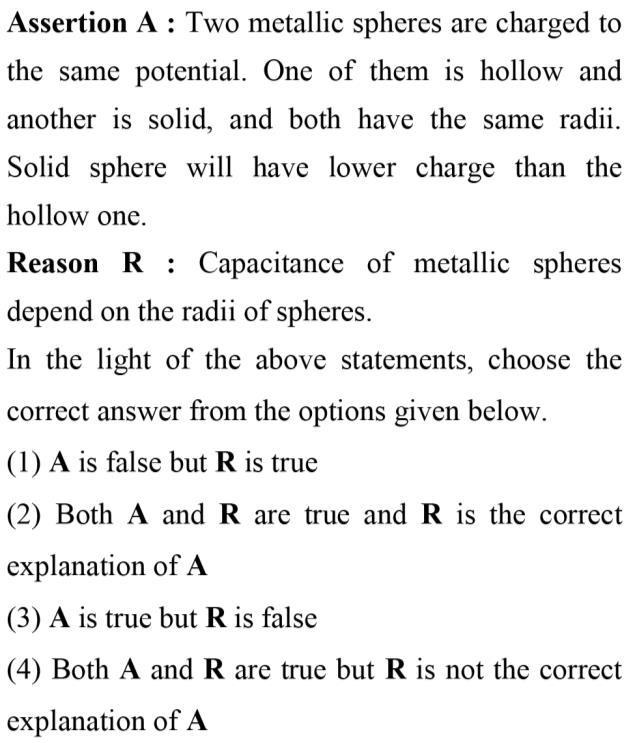 Assertion A : Two metallic spheres are charged to
the same potential. One of them is hollow and
another is solid, and both have the same radii.
Solid sphere will have lower charge than the
hollow one.
Reason R : Capacitance of metallic spheres
depend on the radii of spheres.
In the light of the above statements, choose the
correct answer from the options given below.
(1) A is false but R is true
(2) Both A and R are true and R is the correct
explanation of A
(3) A is true but R is false
(4) Both A and R are true but R is not the correct
explanation of A